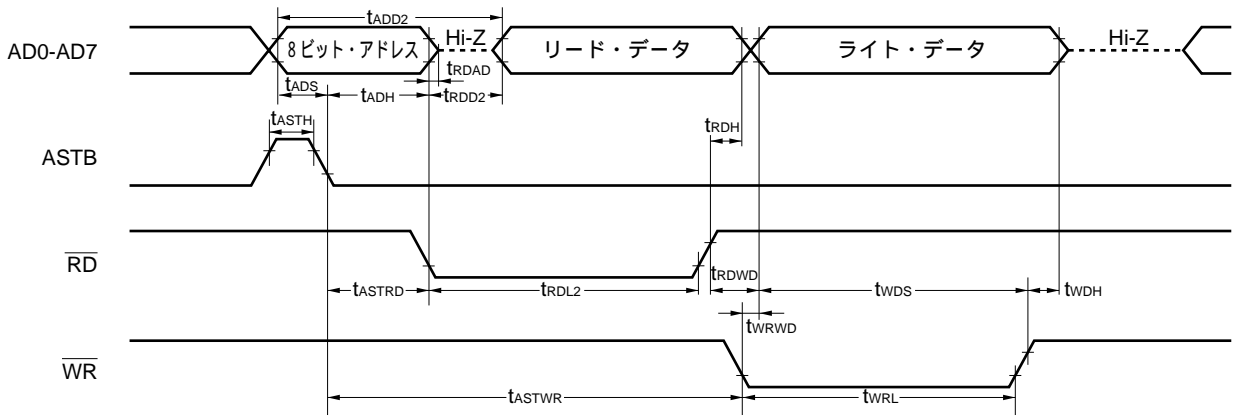 tADD2
AD0-AD7 8ビット・アドレス Hi-Z リード・データ ライト・データ Hi-Z
tRDAD
tADS tADH tRDD2
tASTH tRDH
ASTB
RD
tASTRD tRDL2 tRDWD tWDS tWDH
tWRWD
WR
tASTWR tWRL